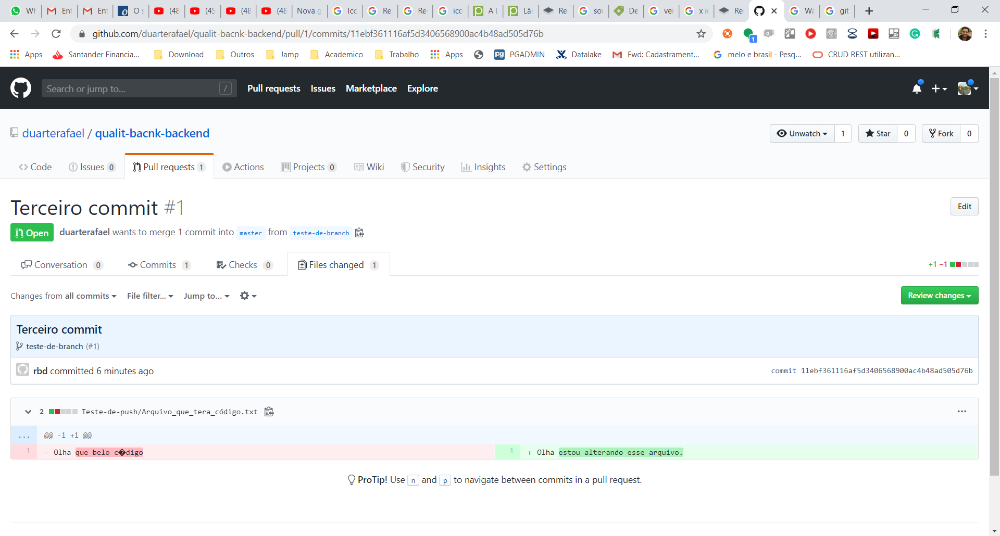 Wh Ent Ent O s (48 (45 (48 (48 Nova g Ico Re Re ico A L Lâr Re sou De ver x ic Re Wa git
github.com/duarterafael/qualit-bacnk-backend/pull/1/commits/11ebf361116af5d3406568900ac4b48ad505d76b 1
Apps Santander Financia... Download Outros Jamp Academico Trabalho Apps pg PGADMIN Datalake Fwd: Cadastrament... melo e brasil - Pesq... CRUD REST utilizan...
Search or jump to... / Pull requests Issues Marketplace Explore
duarterafael / qualit-bacnk-backend Unwatch 1 Star 0 Fork 0
Code Issues 0 Pull requests 1 Actions Projects 0 Wiki Security Insights Settings
Terceiro commit #1 Edit
Open duarterafael wants to merge 1 commit into master from teste-de-branch
Conversation 0 Commits 1 Checks 0 Files changed 1 +1 −1
Changes from all commits File filter... Jump to... Review changes
Terceiro commit
teste-de-branch (#1)
rbd committed 6 minutes ago commit 11ebf361116af5d3406568900ac4b48ad505d76b
2 Teste-de-push/Arquivo_que_tera_código.txt ...
... @@ -1 +1 @@
1 - Olha que belo c�digo 1 + Olha estou alterando esse arquivo.
ProTip! Use n and p to navigate between commits in a pull request.